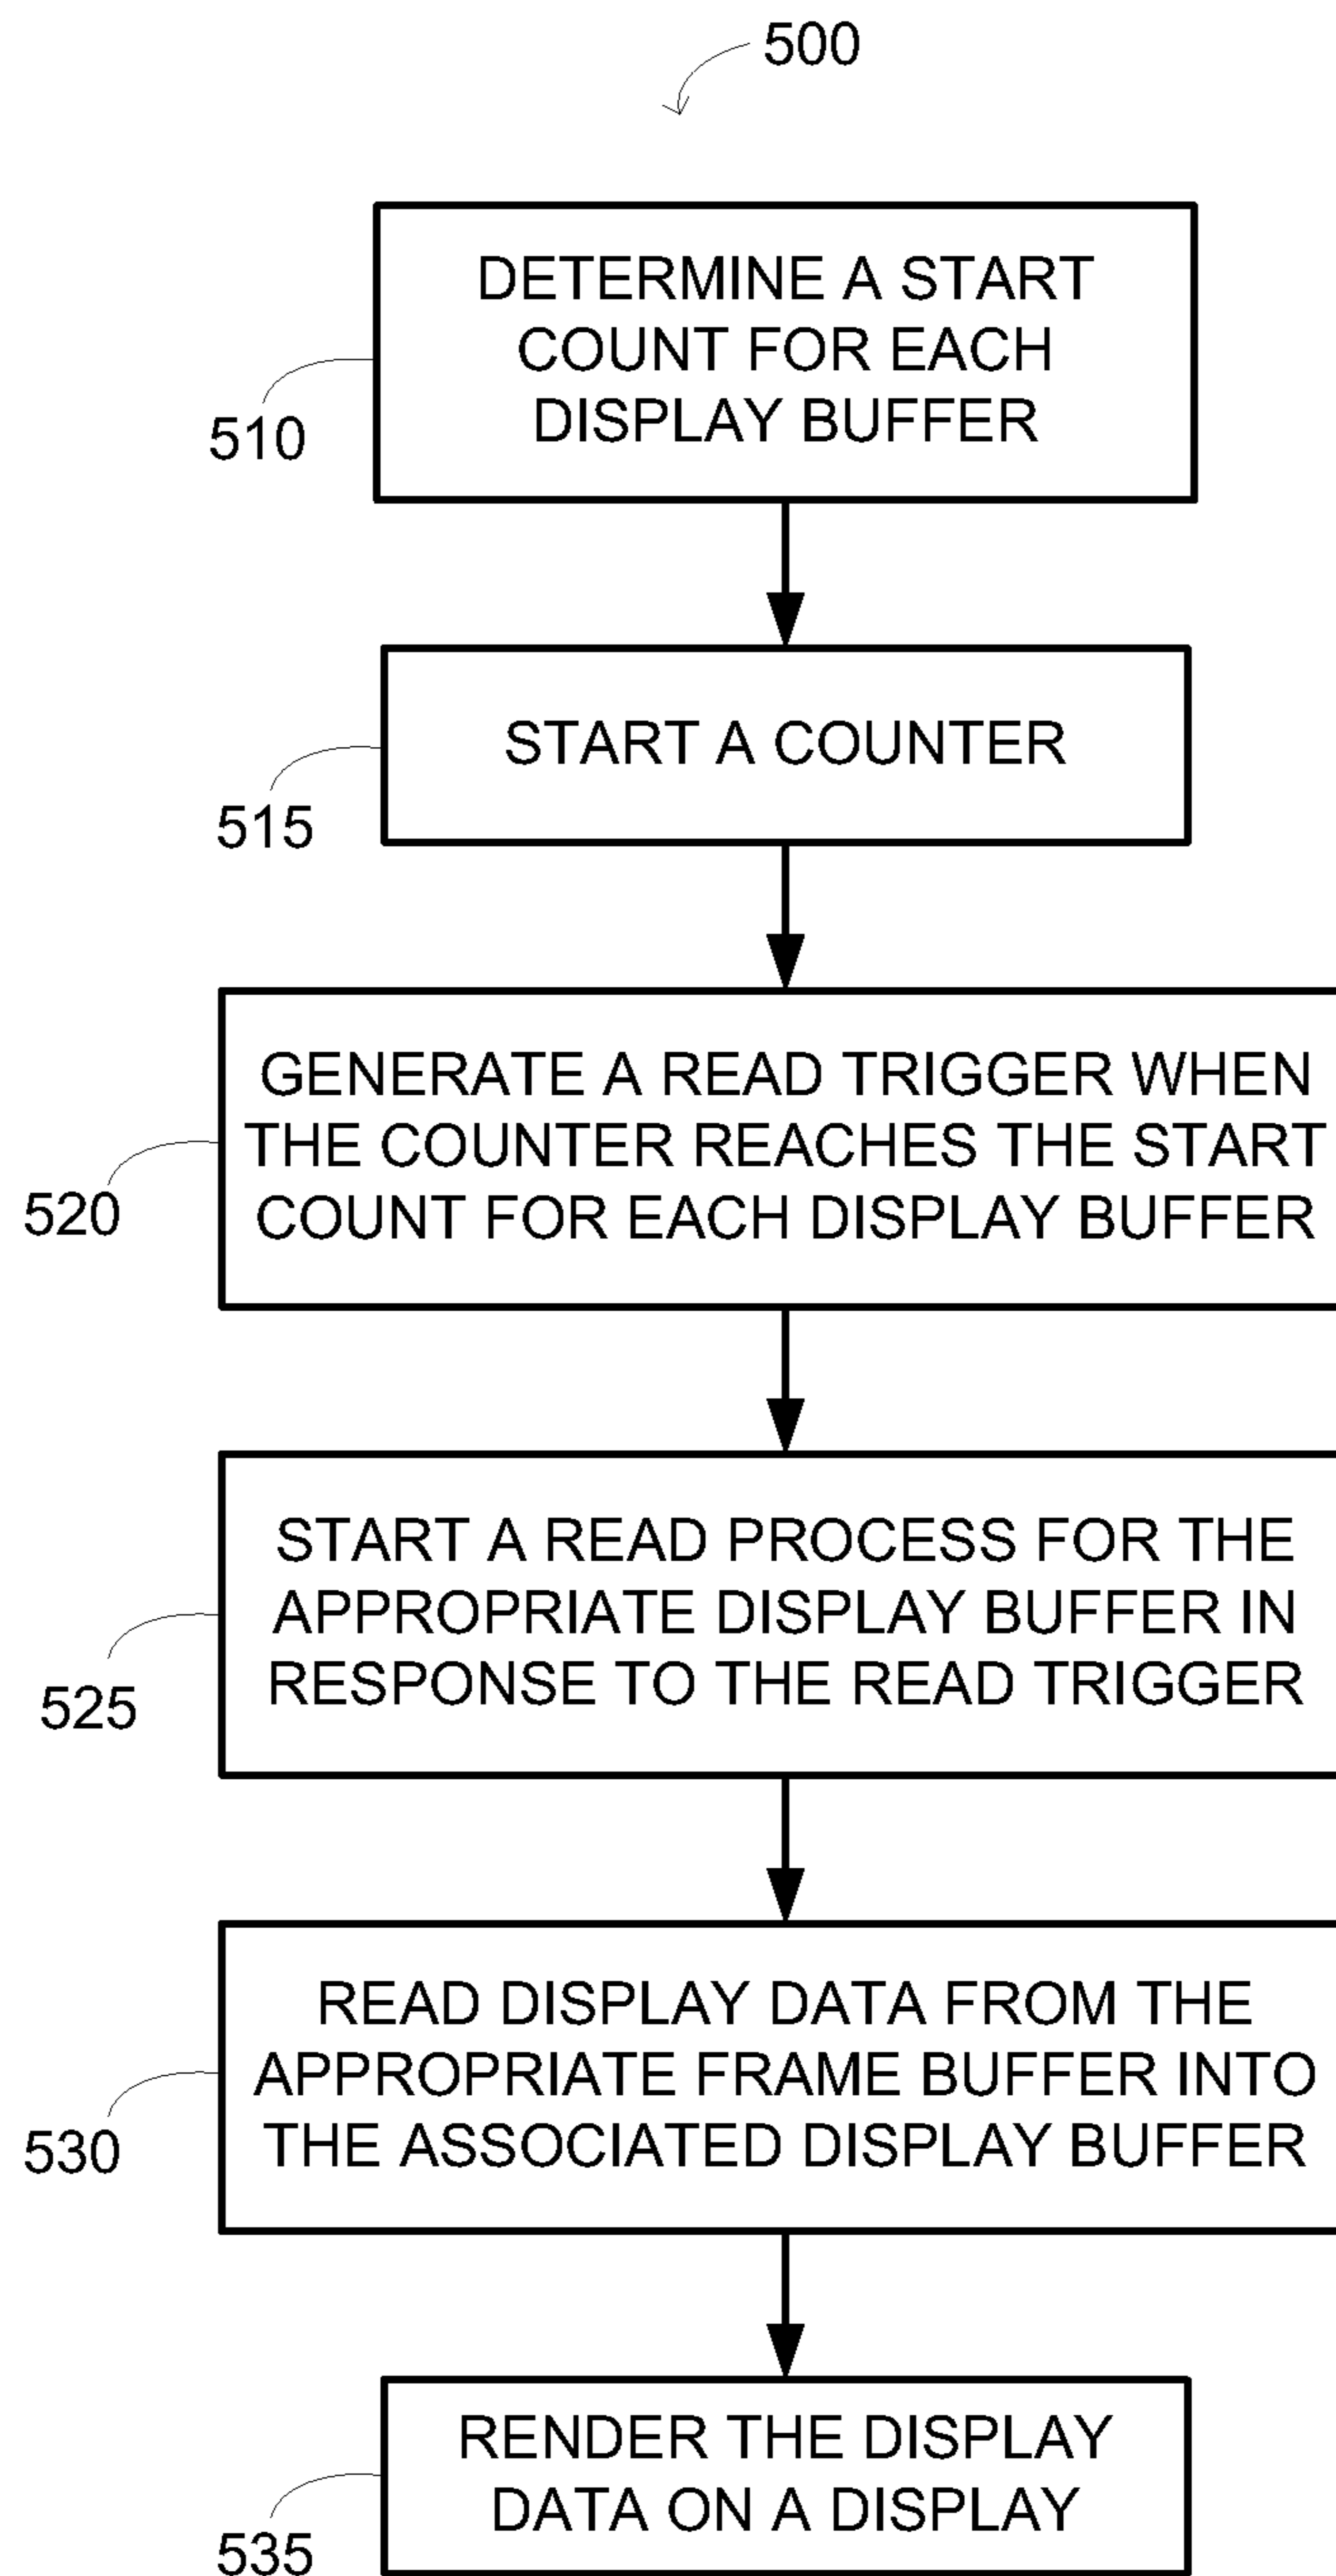 500
DETERMINE A START
COUNT FOR EACH
DISPLAY BUFFER
510
START A COUNTER
515
GENERATE A READ TRIGGER WHEN
THE COUNTER REACHES THE START
COUNT FOR EACH DISPLAY BUFFER
520
START A READ PROCESS FOR THE
APPROPRIATE DISPLAY BUFFER IN
RESPONSE TO THE READ TRIGGER
525
READ DISPLAY DATA FROM THE
APPROPRIATE FRAME BUFFER INTO
THE ASSOCIATED DISPLAY BUFFER
530
RENDER THE DISPLAY
DATA ON A DISPLAY
535